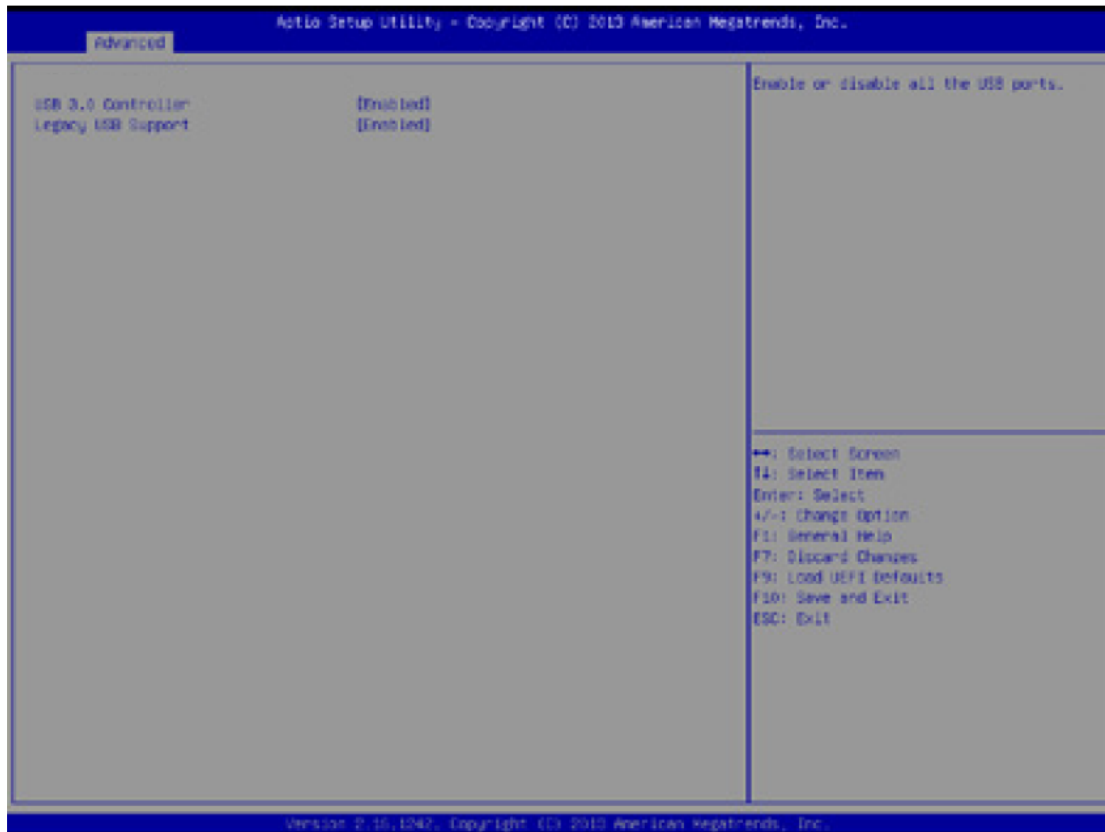 Aptio Setup Utility - Copyright (C) 2013 American Megatrends, Inc.
Advanced
USB 3.0 Controller [Enabled]
Legacy USB Support [Enabled]
Enable or disable all the USB ports.
↔: Select Screen
↑↓: Select Item
Enter: Select
+/-: Change Option
F1: General Help
F7: Discard Changes
F9: Load UEFI Defaults
F10: Save and Exit
ESC: Exit
Version 2.16.1242. Copyright (C) 2013 American Megatrends, Inc.